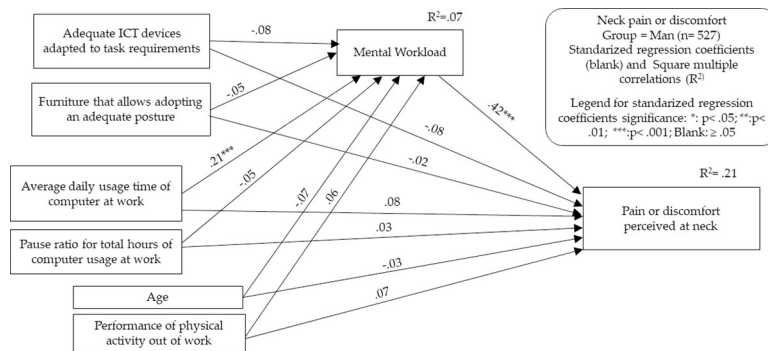 R²=.07
Adequate ICT devices
adapted to task requirements
-.08
Mental Workload
Neck pain or discomfort
Group = Man (n= 527)
Standarized regression coefficients
(blank) and  Square multiple
correlations (R²)
Legend for standarized regression
coefficients significance: *: p< .05; **:p<
.01;  ***:p< .001; Blank: ≥ .05
Furniture that allows adopting
an adequate posture
-.05
.42***
-.08
.21***
-.02
R²= .21
Average daily usage time of
computer at work
-.05
-.07
.06
.08
Pain or discomfort
perceived at neck
Pause ratio for total hours of
computer usage at work
.03
-.03
Age
.07
Performance of physical
activity out of work